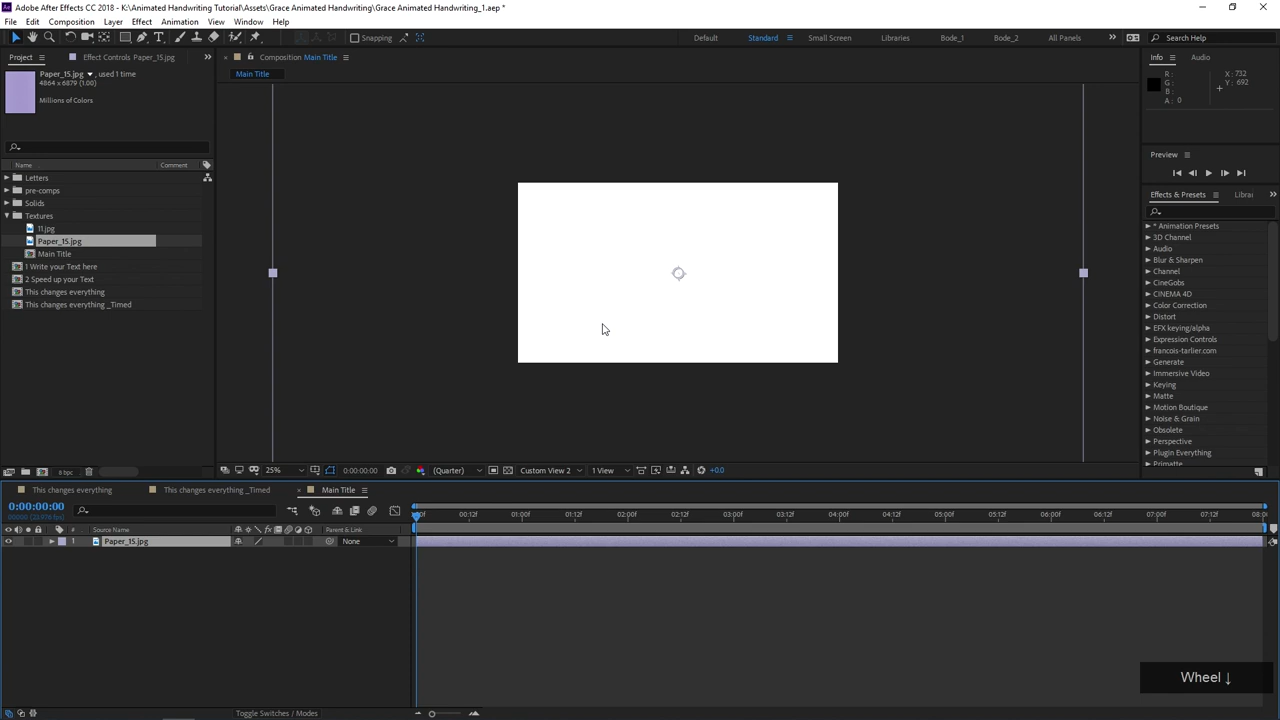 Adobe After Effects CC 2018 - K:\Animated Handwriting Tutorial\Assets\Grace Animated Handwriting\Grace Animated Handwriting_1.aep *
File Edit Composition Layer Effect Animation View Window Help
Snapping Default Standard Small Screen Libraries Body_1 Body_2 All Panels Search Help
Project Effect Controls Paper_15.jpg Composition Main Title Info Audio
Paper_15.jpg , used 1 time
4864 x 6879 (1.00)
Millions of Colors
Main Title
R :
G :
B :
A : 0
X : 732
Y : 692
Preview
Name Comment
Letters
pre-comps
Solids
Textures
11.jpg
Paper_15.jpg
Main Title
1 Write your Text here
2 Speed up your Text
This changes everything
This changes everything _Timed
Effects & Presets Librar
* Animation Presets
3D Channel
Audio
Blur & Sharpen
Channel
CINEMA 4D
CineGobs
Color Correction
Distort
EFX keying/alpha
Expression Controls
francois-tarlier.com
Generate
Immersive Video
Keying
Matte
Motion Boutique
Noise & Grain
Obsolete
Perspective
Plugin Everything
Primatte
8 bpc
25% 0:00:00:00 (Quarter) Custom View 2 1 View +0.0
This changes everything This changes everything _Timed Main Title
0:00:00:00
# Source Name Parent & Link
1 Paper_15.jpg None
00:12f 01:00f 01:12f 02:00f 02:12f 03:00f 03:12f 04:00f 04:12f 05:00f 05:12f 06:00f 06:12f 07:00f 07:12f
Toggle Switches / Modes
Wheel ↓